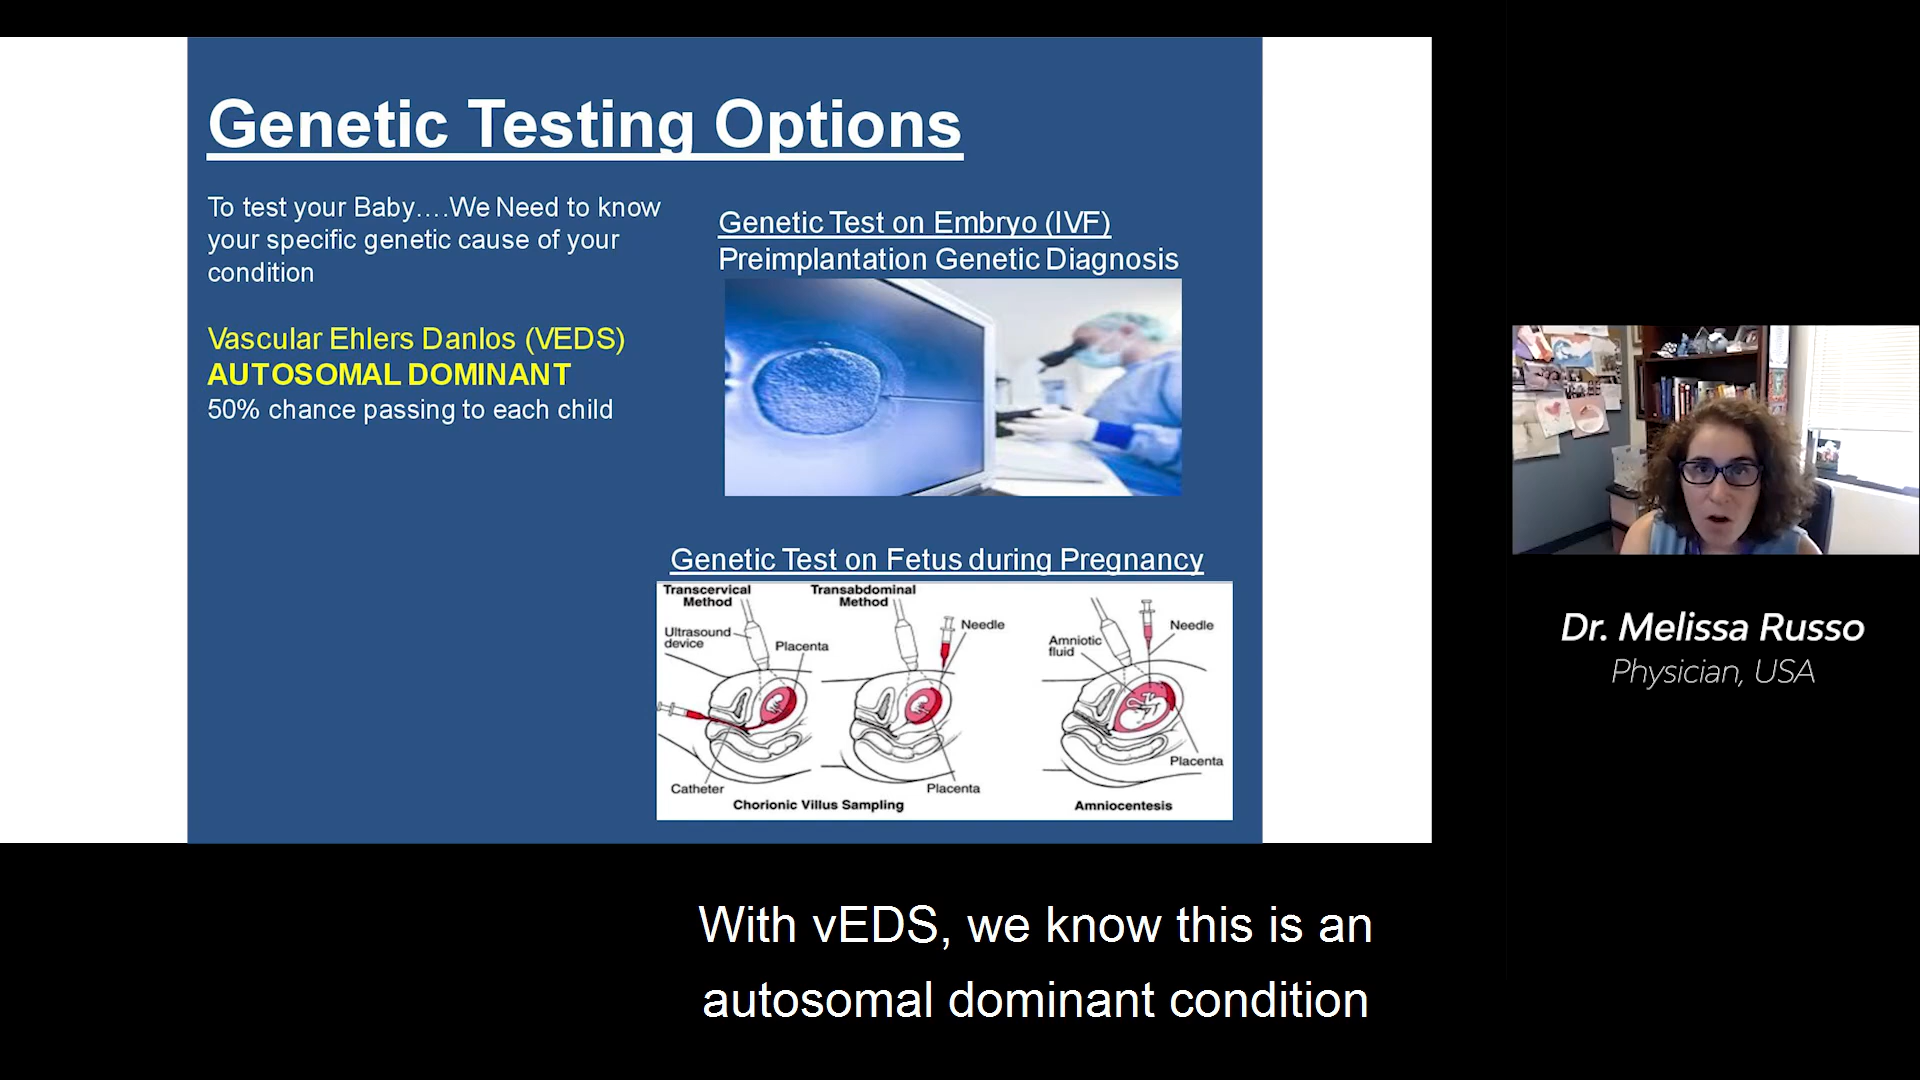 Genetic Testing Options
To test your Baby....We Need to know
your specific genetic cause of your
condition
Vascular Ehlers Danlos (VEDS)
AUTOSOMAL DOMINANT
50% chance passing to each child
Genetic Test on Embryo (IVF)
Preimplantation Genetic Diagnosis
Genetic Test on Fetus during Pregnancy
Transcervical
Method
Ultrasound
device
Placenta
Catheter
Transabdominal
Method
Needle
Placenta
Chorionic Villus Sampling
Amniotic
fluid
Needle
Placenta
Amniocentesis
Dr. Melissa Russo
Physician, USA
With vEDS, we know this is an
autosomal dominant condition